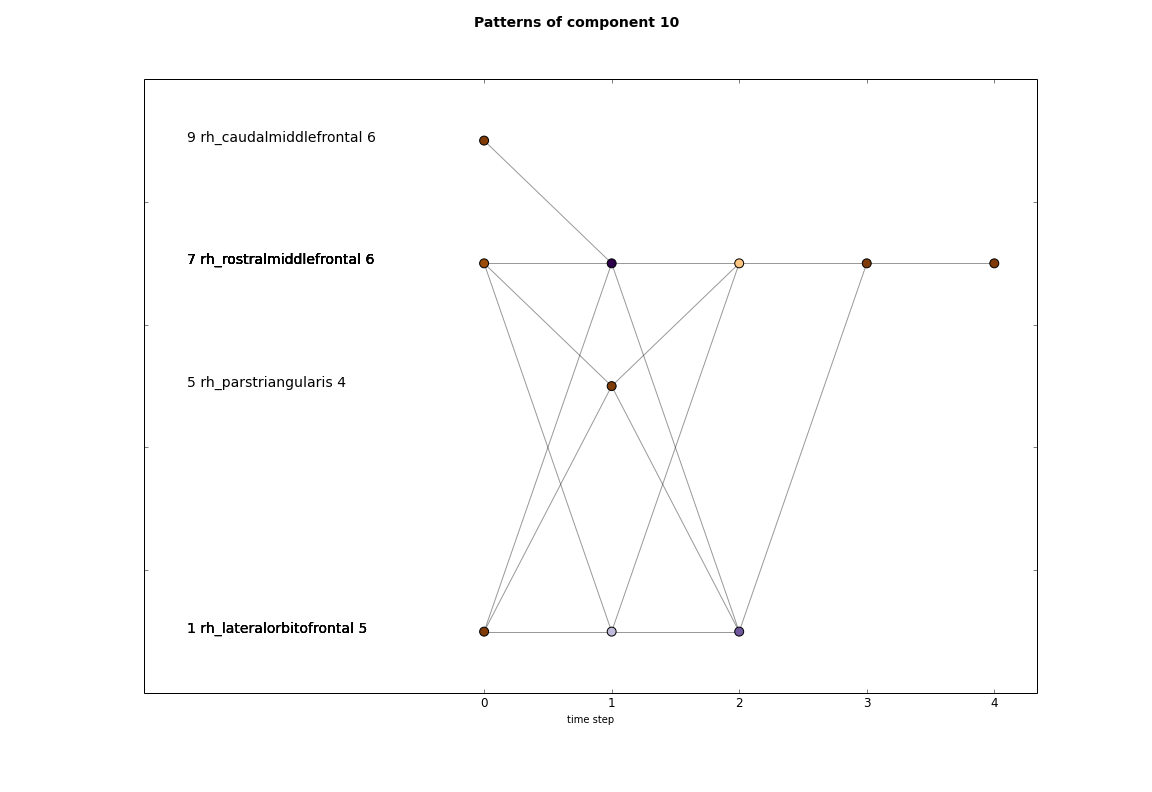 Patterns of component 10
9 rh_caudalmiddlefrontal 6
7 rh_rostralmiddlefrontal 6
5 rh_parstriangularis 4
1 rh_lateralorbitofrontal 5
0 1 2 3 4
time step